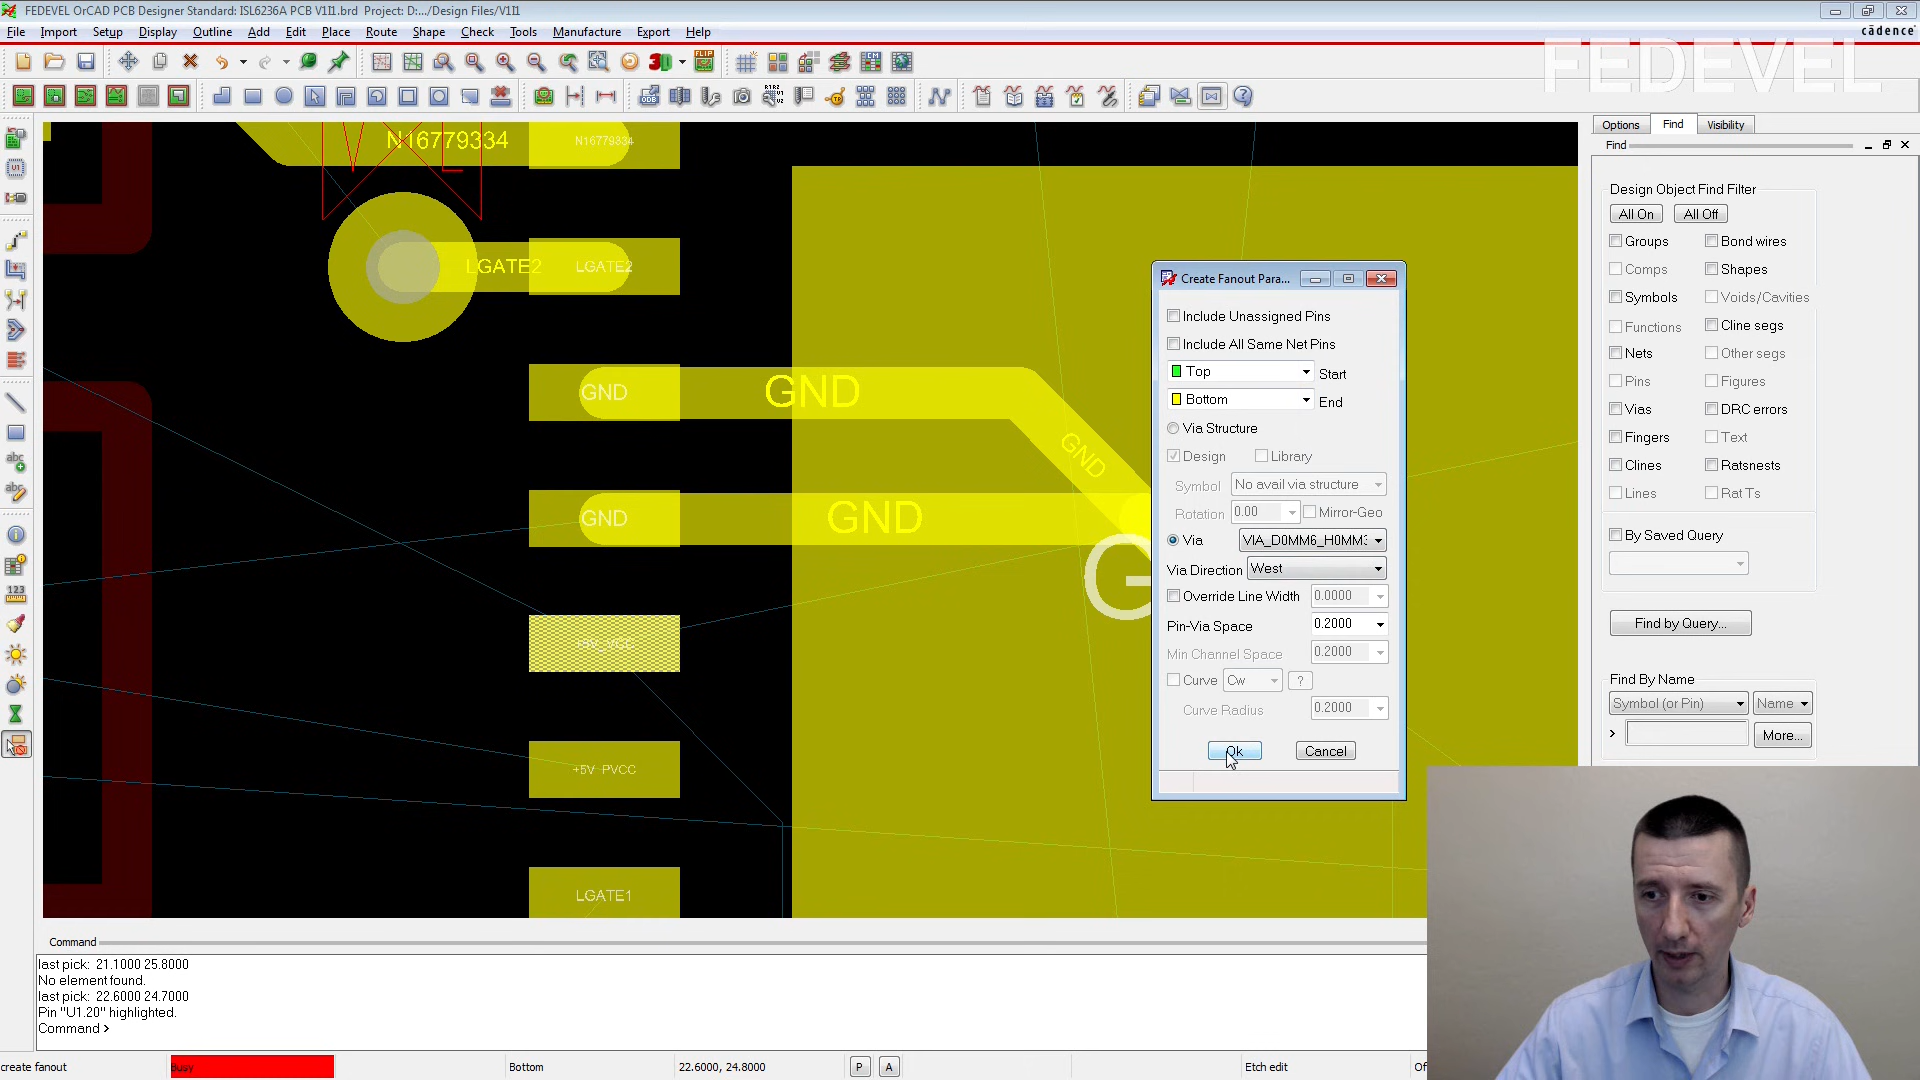 FEDEVEL OrCAD PCB Designer Standard: ISL6236A PCB V1I1.brd Project: D:.../Design Files/V1I1
File Import Setup Display Outline Add Edit Place Route Shape Check Tools Manufacture Export Help
cādence
FEDEVEL
Options Find Visibility
Find
Design Object Find Filter
All On All Off
Groups Bond wires
Comps Shapes
Symbols Voids/Cavities
Functions Cline segs
Nets Other segs
Pins Figures
Vias DRC errors
Fingers Text
Clines Ratsnests
Lines Rat Ts
By Saved Query
Find by Query...
Find By Name
Symbol (or Pin) Name
> More...
N16779334 N16779334
LGATE2 LGATE2
GND GND
GND
GND GND
G
+5V_VCC
+5V_PVCC
LGATE1
Create Fanout Para...
Include Unassigned Pins
Include All Same Net Pins
Top Start
Bottom End
Via Structure
Design Library
Symbol No avail via structure
Rotation 0.00 Mirror-Geo
Via VIA_D0MM6_H0MM3
Via Direction West
Override Line Width 0.0000
Pin-Via Space 0.2000
Min Channel Space 0.2000
Curve Cw ?
Curve Radius 0.2000
Ok Cancel
Command
last pick: 21.1000 25.8000
No element found.
last pick: 22.6000 24.7000
Pin "U1.20" highlighted.
Command >
create fanout Busy Bottom 22.6000, 24.8000 P A Etch edit Of